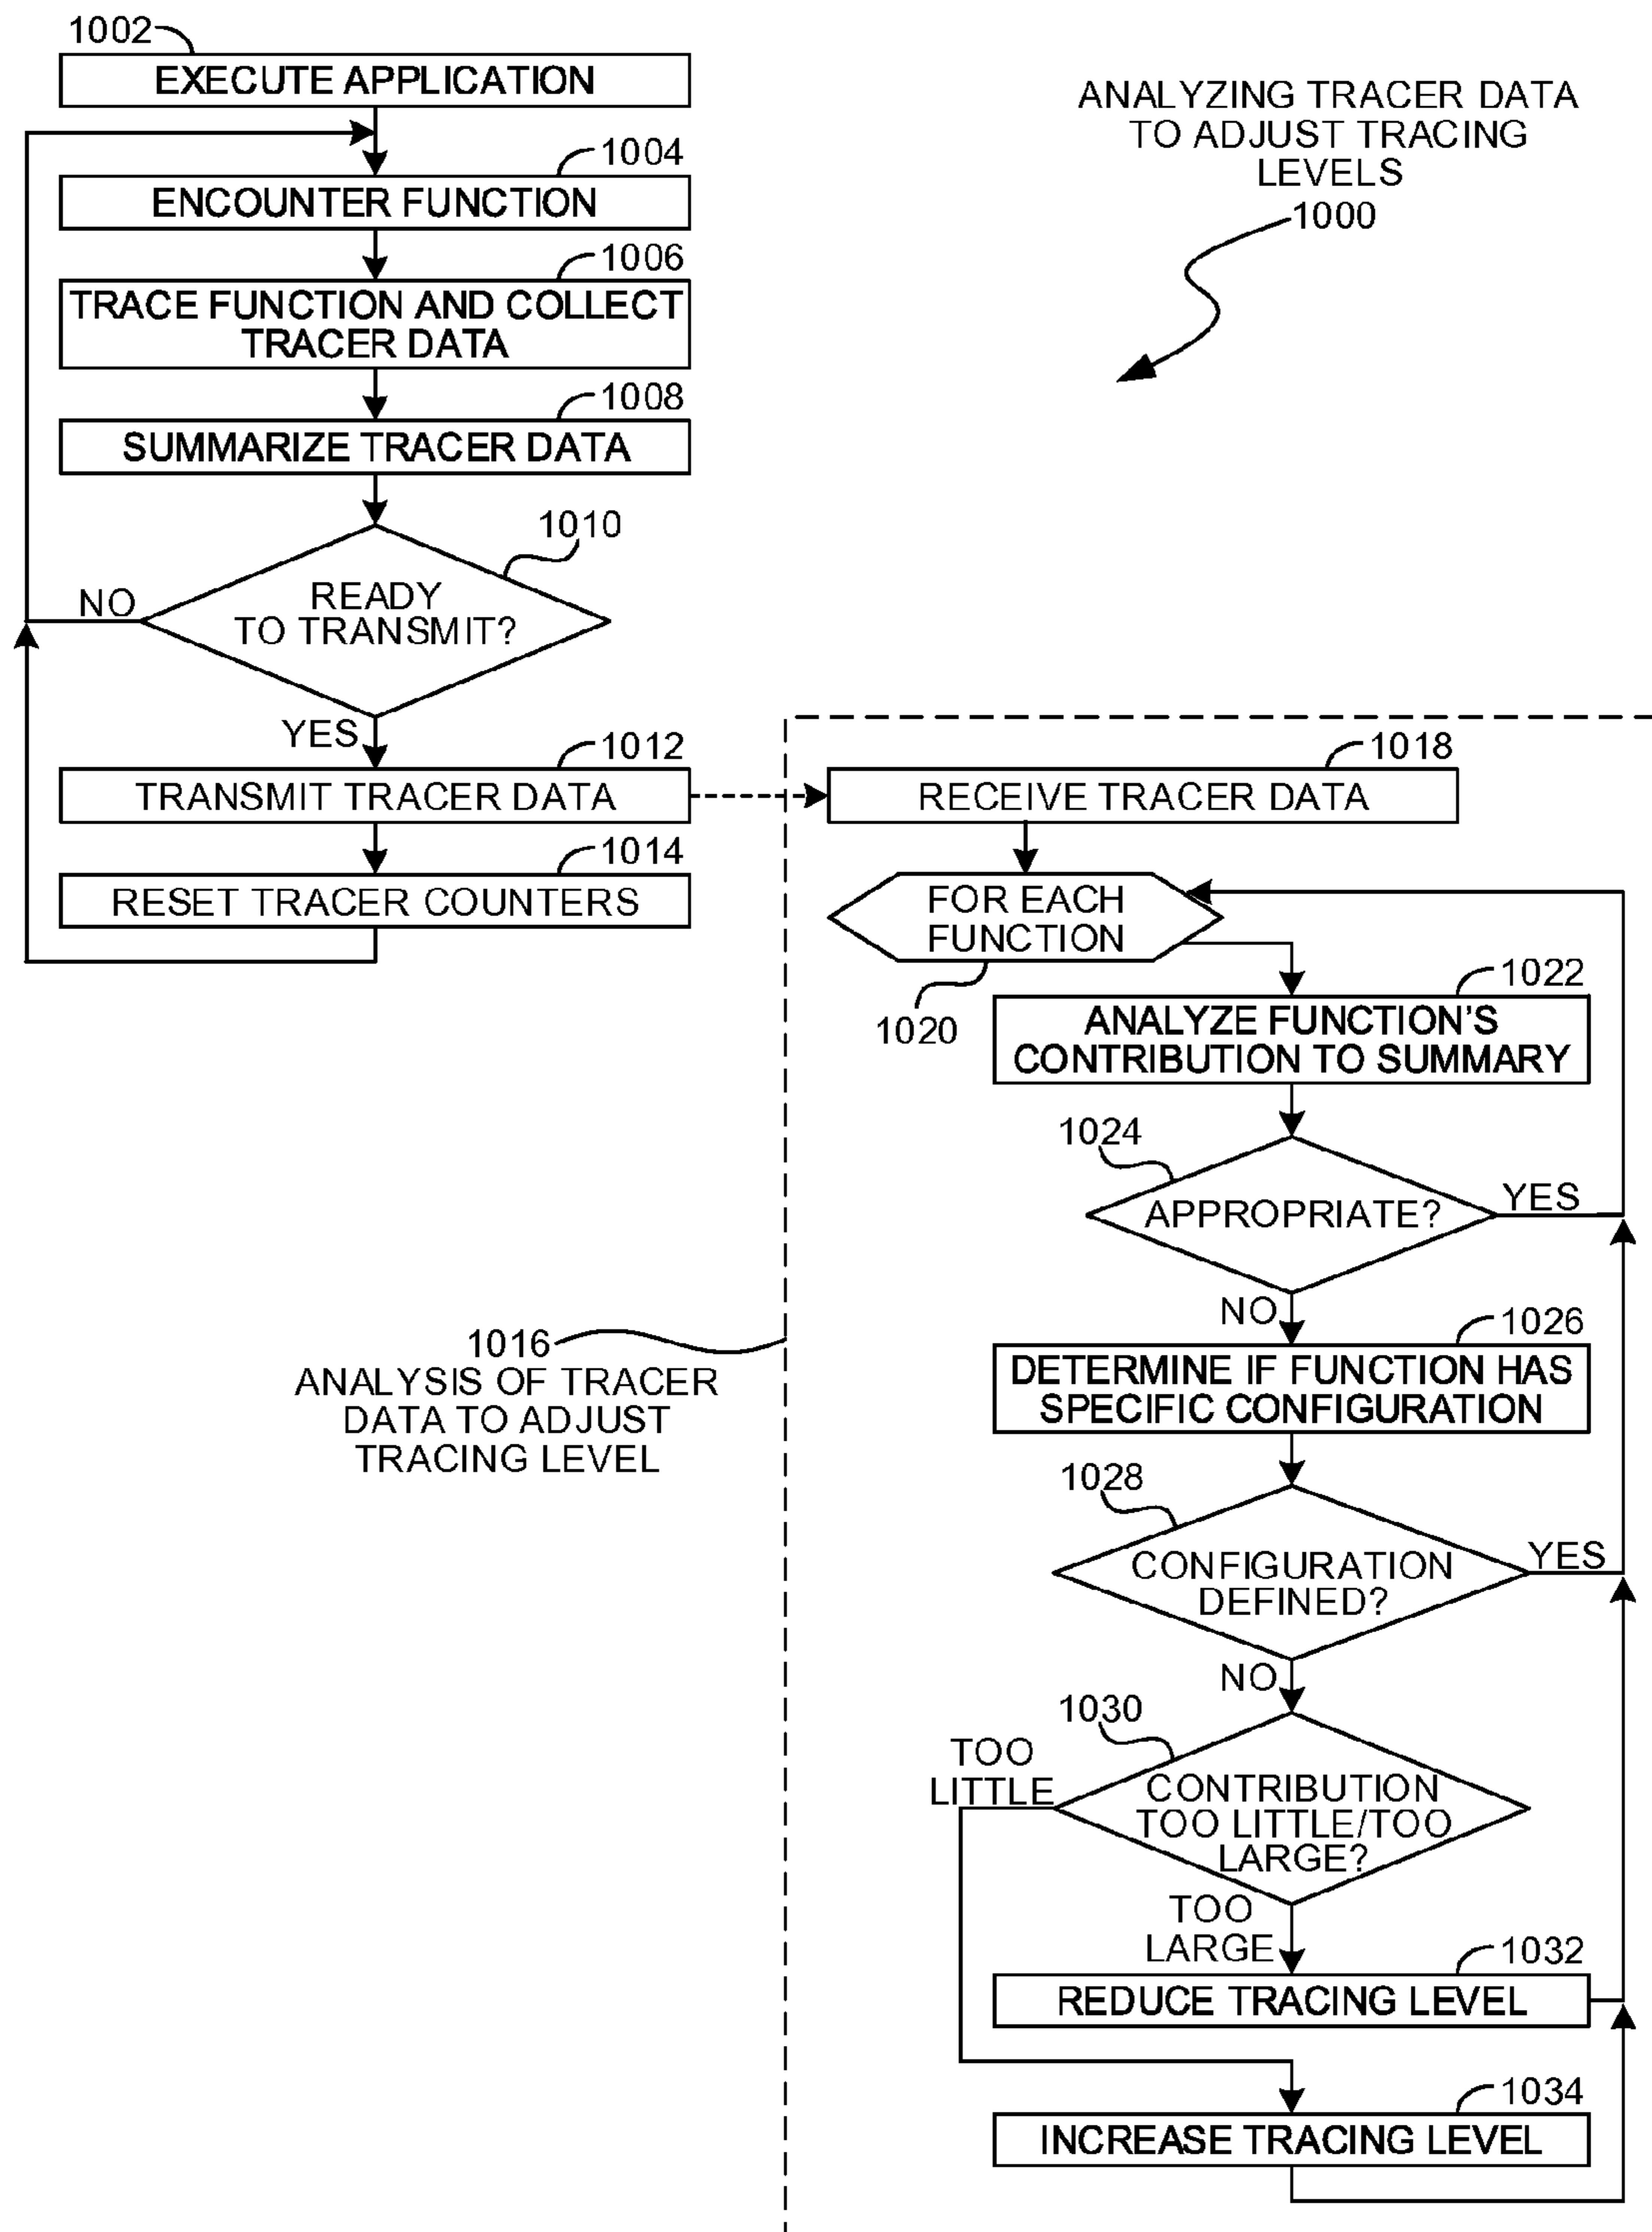 1002
EXECUTE APPLICATION
ANALYZING TRACER DATA
TO ADJUST TRACING
LEVELS
1000
1004
ENCOUNTER FUNCTION
1006
TRACE FUNCTION AND COLLECT
TRACER DATA
1008
SUMMARIZE TRACER DATA
1010
READY
TO TRANSMIT?
NO
YES
1012
TRANSMIT TRACER DATA
1014
RESET TRACER COUNTERS
1016
ANALYSIS OF TRACER
DATA TO ADJUST
TRACING LEVEL
1018
RECEIVE TRACER DATA
FOR EACH
FUNCTION
1020
1022
ANALYZE FUNCTION'S
CONTRIBUTION TO SUMMARY
1024
APPROPRIATE?
YES
NO
1026
DETERMINE IF FUNCTION HAS
SPECIFIC CONFIGURATION
1028
CONFIGURATION
DEFINED?
YES
NO
1030
TOO
LITTLE
CONTRIBUTION
TOO LITTLE/TOO
LARGE?
TOO
LARGE
1032
REDUCE TRACING LEVEL
1034
INCREASE TRACING LEVEL